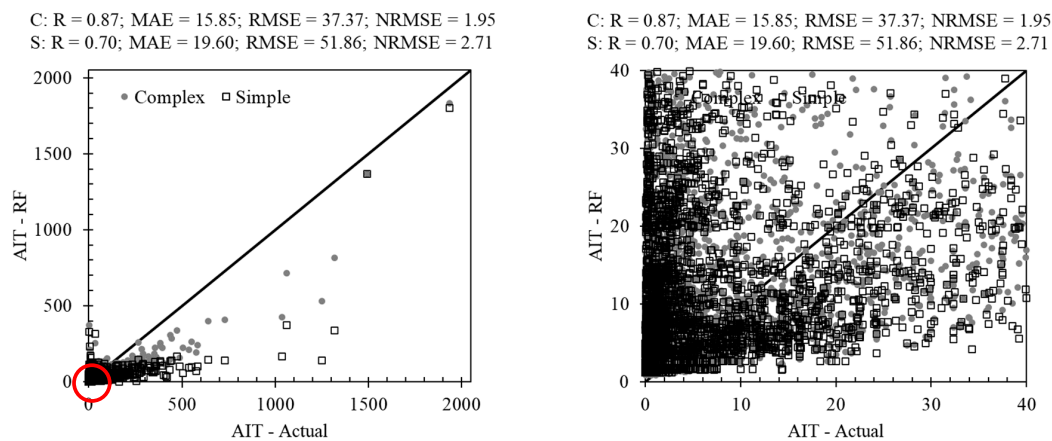 C: R = 0.87; MAE = 15.85; RMSE = 37.37; NRMSE = 1.95
S: R = 0.70; MAE = 19.60; RMSE = 51.86; NRMSE = 2.71
2000
Complex
Simple
1500
1000
500
0
AIT - RF
0
500
1000
1500
2000
AIT - Actual
C: R = 0.87; MAE = 15.85; RMSE = 37.37; NRMSE = 1.95
S: R = 0.70; MAE = 19.60; RMSE = 51.86; NRMSE = 2.71
40
Complex
Simple
30
20
10
0
AIT - RF
0
10
20
30
40
AIT - Actual